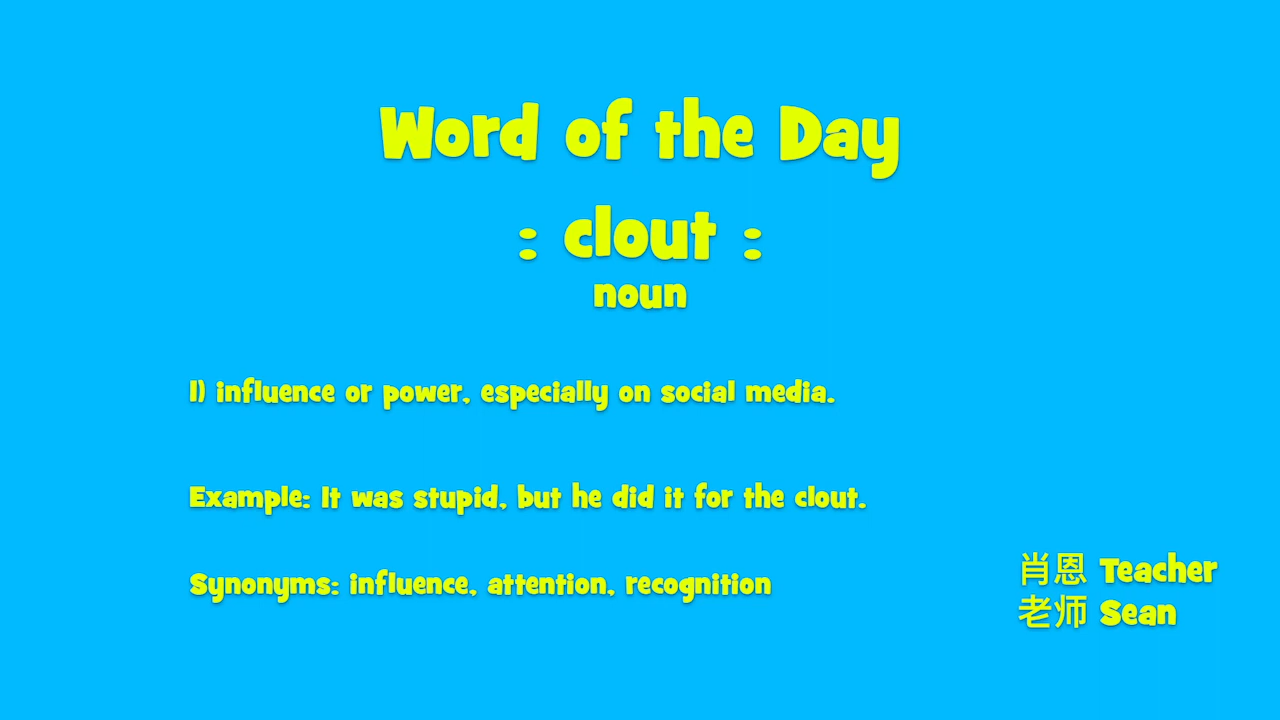 Word of the Day
: clout :
noun
1) influence or power, especially on social media.
Example: It was stupid, but he did it for the clout.
Synonyms: influence, attention, recognition
肖恩 Teacher
老师 Sean